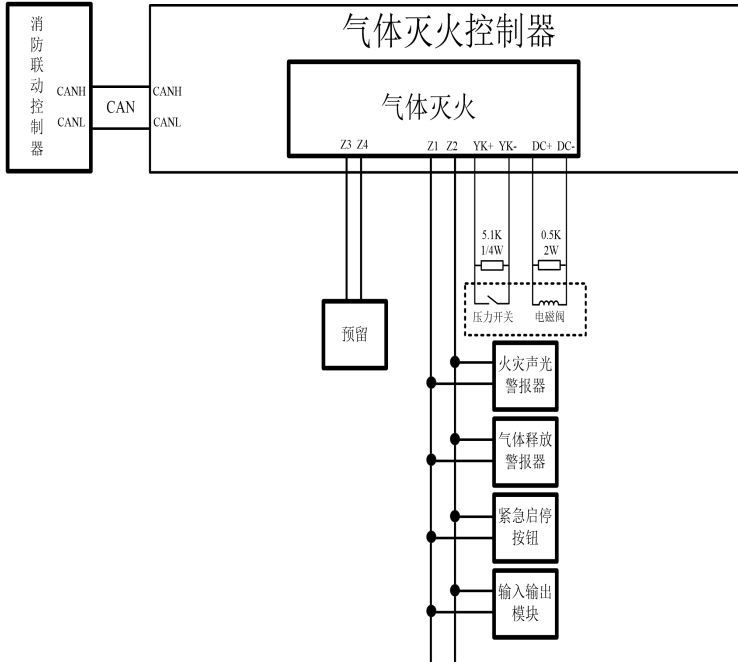 消防联动控制器
CANH
CANL
CAN
CANH
CANL
气体灭火控制器
气体灭火
Z3 Z4 Z1 Z2 YK+ YK- DC+ DC-
5.1K
1/4W
0.5K
2W
压力开关
电磁阀
预留
火灾声光
警报器
气体释放
警报器
紧急启停
按钮
输入输出
模块